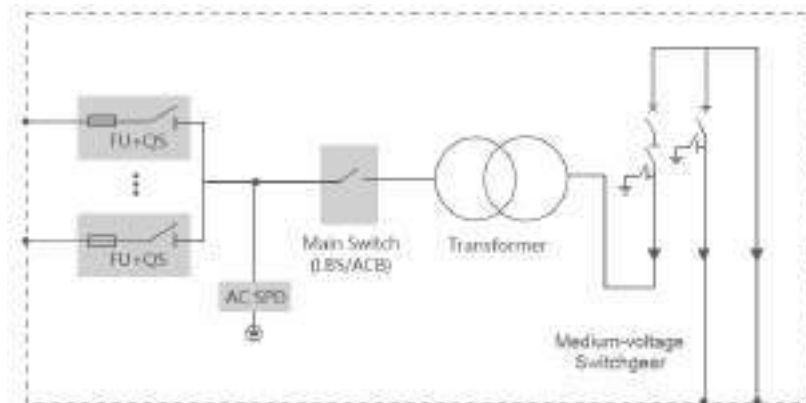 FU+QS
FU+QS
Main Switch
(LBS/ACB)
Transformer
AC SPD
Medium-voltage
Switchgear